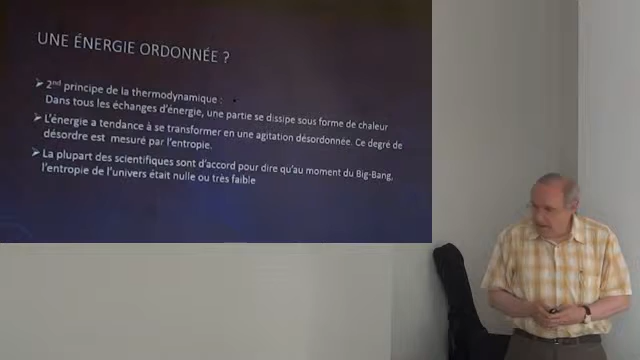 UNE ÉNERGIE ORDONNÉE ?
➢ 2nd principe de la thermodynamique :
Dans tous les échanges d'énergie, une partie se dissipe sous forme de chaleur
➢ L'énergie a tendance à se transformer en une agitation désordonnée. Ce degré de
désordre est mesuré par l'entropie.
➢ La plupart des scientifiques sont d'accord pour dire qu'au moment du Big-Bang,
l'entropie de l'univers était nulle ou très faible